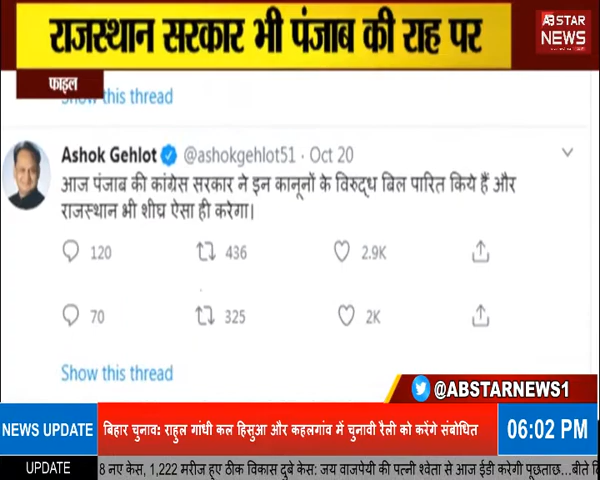 राजस्थान सरकार भी पंजाब की राह पर
AB STAR
NEWS
फाइल
Show this thread
Ashok Gehlot @ashokgehlot51 · Oct 20
आज पंजाब की कांग्रेस सरकार ने इन कानूनों के विरुद्ध बिल पारित किये हैं और
राजस्थान भी शीघ्र ऐसा ही करेगा।
120 436 2.9K
70 325 2K
Show this thread
@ABSTARNEWS1
NEWS UPDATE बिहार चुनाव: राहुल गांधी कल हिसुआ और कहलगांव में चुनावी रैली को करेंगे संबोधित 06:02 PM
UPDATE 8 नए केस, 1,222 मरीज हुए ठीक विकास दुबे केस: जय वाजपेयी की पत्नी श्वेता से आज ईडी करेगी पूछताछ...बीते